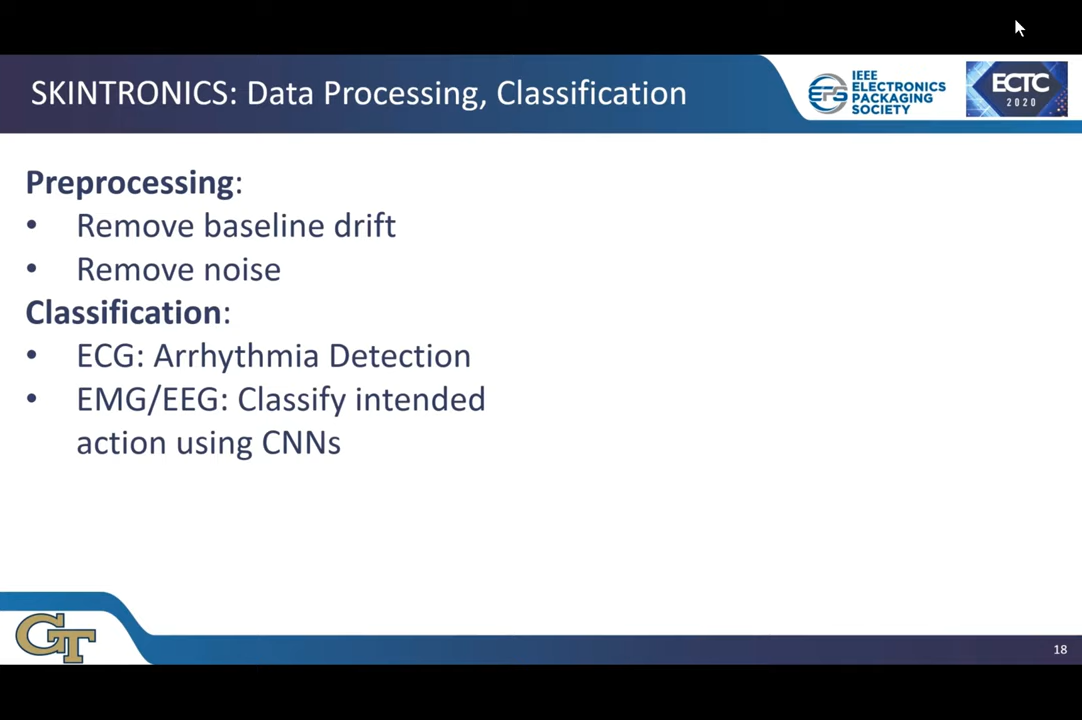 SKINTRONICS: Data Processing, Classification
EPS
IEEE
ELECTRONICS
PACKAGING
SOCIETY
ECTC
2020
Preprocessing:
• Remove baseline drift
• Remove noise
Classification:
• ECG: Arrhythmia Detection
• EMG/EEG: Classify intended
action using CNNs
GT
18